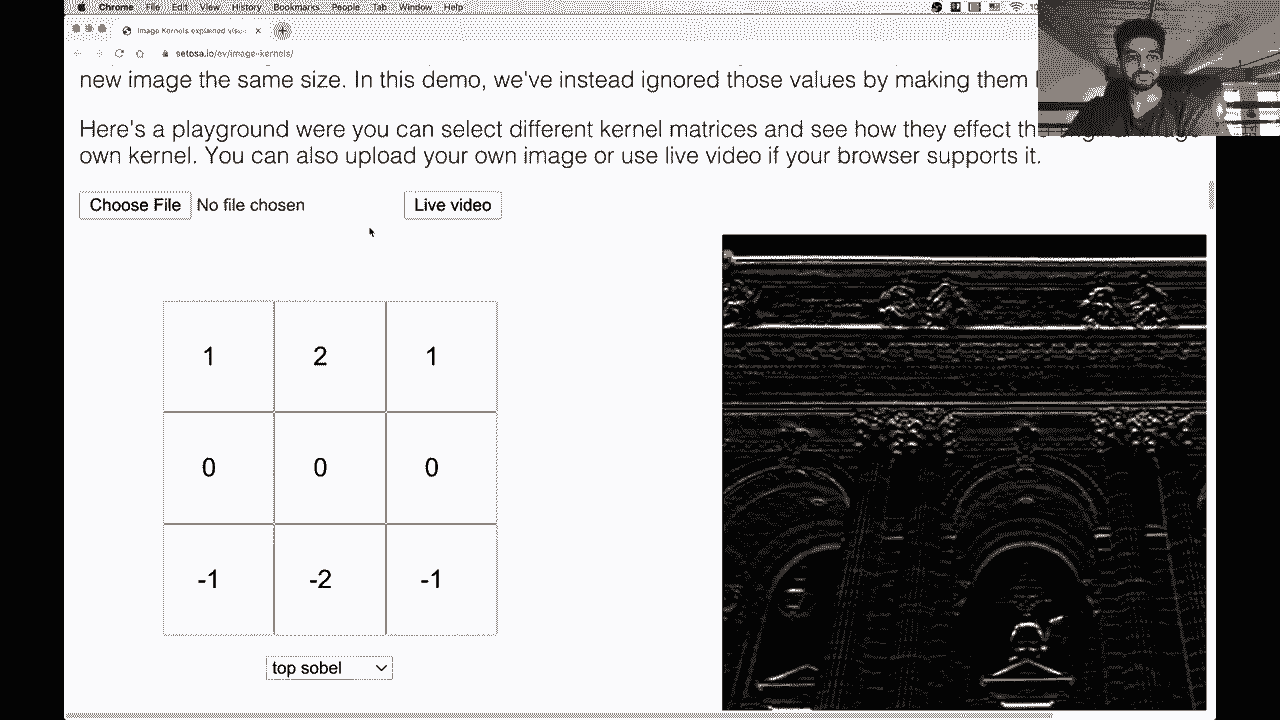 Chrome File Edit View History Bookmarks People Tab Window Help
Image Kernels explained visu
setosa.io/ev/image-kernels/
new image the same size. In this demo, we've instead ignored those values by making them
Here's a playground were you can select different kernel matrices and see how they effect the original image
own kernel. You can also upload your own image or use live video if your browser supports it.
Choose File No file chosen Live video
1 2 1
0 0 0
-1 -2 -1
top sobel